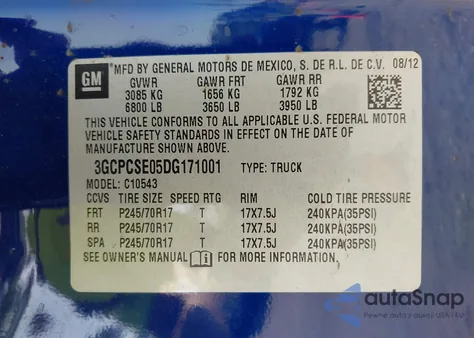 GM
*MFD BY GENERAL MOTORS DE MEXICO, S. DE R.L. DE C.V. 08/12
GVWR GAWR FRT GAWR RR
3085 KG 1656 KG 1792 KG
6800 LB 3650 LB 3950 LB
THIS VEHICLE CONFORMS TO ALL APPLICABLE U.S. FEDERAL MOTOR
VEHICLE SAFETY STANDARDS IN EFFECT ON THE DATE OF
MANUFACTURE SHOWN ABOVE.
3GCPCSE05DG171001 TYPE: TRUCK
MODEL: C10543
CCVS TIRE SIZE SPEED RTG RIM COLD TIRE PRESSURE
FRT P245/70R17 T 17X7.5J 240KPA(35PSI)
RR P245/70R17 T 17X7.5J 240KPA(35PSI)
SPA P245/70R17 T 17X7.5J 240KPA(35PSI)
SEE OWNER'S MANUAL FOR MORE INFORMATION.
autoSnap
Pewne auto z USA i EU